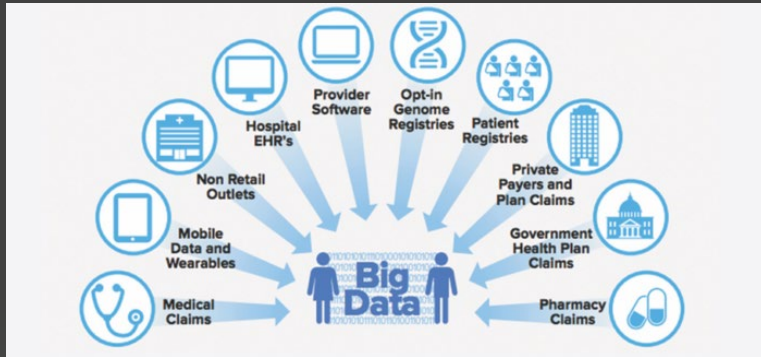 Provider
Software
Opt-in
Genome
Registries
Hospital
EHR's
Patient
Registries
Non Retail
Outlets
Private
Payers and
Plan Claims
Mobile
Data and
Wearables
Government
Health Plan
Claims
Big
Data
Medical
Claims
Pharmacy
Claims